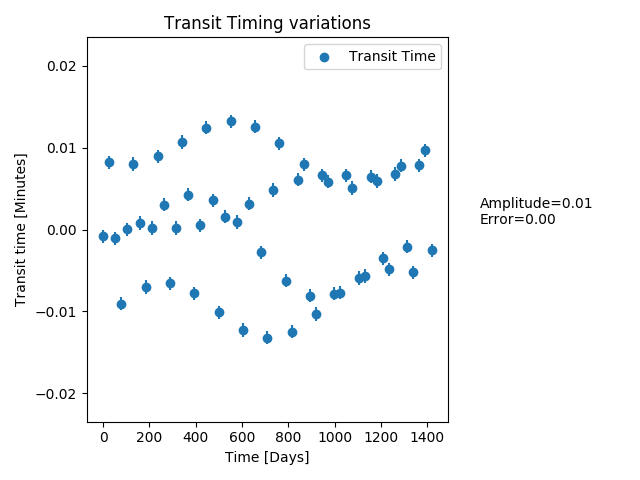 Transit Timing variations
Transit Time
Transit time [Minutes]
0.02
0.01
0.00
−0.01
−0.02
Amplitude=0.01
Error=0.00
0 200 400 600 800 1000 1200 1400
Time [Days]